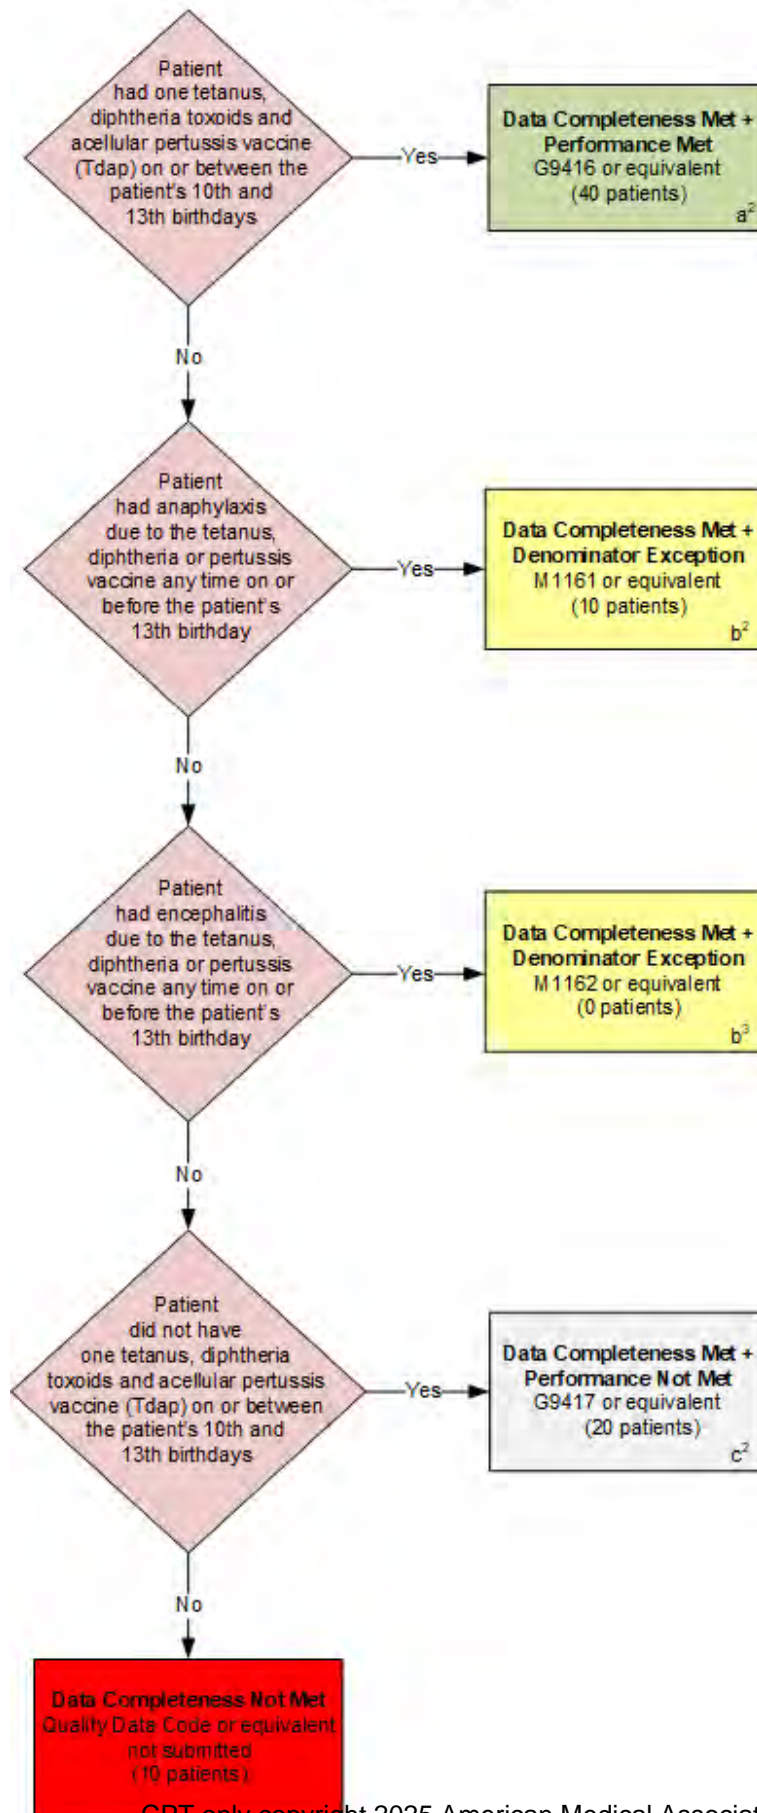 Patient
had one tetanus,
diphtheria toxoids and
acellular pertussis vaccine
(Tdap) on or between the
patient's 10th and
13th birthdays
Yes
Data Completeness Met +
Performance Met
G9416 or equivalent
(40 patients)
a²
No
Patient
had anaphylaxis
due to the tetanus,
diphtheria or pertussis
vaccine any time on or
before the patient's
13th birthday
Yes
Data Completeness Met +
Denominator Exception
M1161 or equivalent
(10 patients)
b²
No
Patient
had encephalitis
due to the tetanus,
diphtheria or pertussis
vaccine any time on or
before the patient's
13th birthday
Yes
Data Completeness Met +
Denominator Exception
M1162 or equivalent
(0 patients)
b³
No
Patient
did not have
one tetanus, diphtheria
toxoids and acellular pertussis
vaccine (Tdap) on or between
the patient's 10th and
13th birthdays
Yes
Data Completeness Met +
Performance Not Met
G9417 or equivalent
(20 patients)
c²
No
Data Completeness Not Met
Quality Data Code or equivalent
not submitted
(10 patients)
CPT only copyright 2025 American Medical Associat